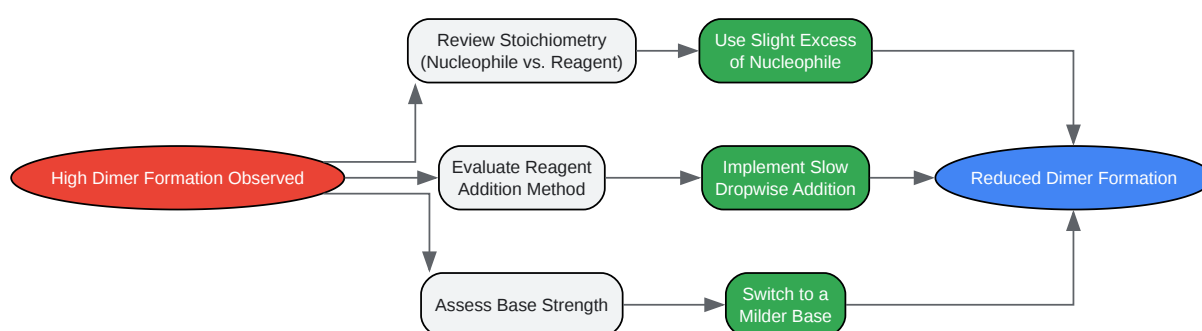 Review Stoichiometry
(Nucleophile vs. Reagent)
Use Slight Excess
of Nucleophile
High Dimer Formation Observed
Evaluate Reagent
Addition Method
Implement Slow
Dropwise Addition
Reduced Dimer Formation
Assess Base Strength
Switch to a
Milder Base